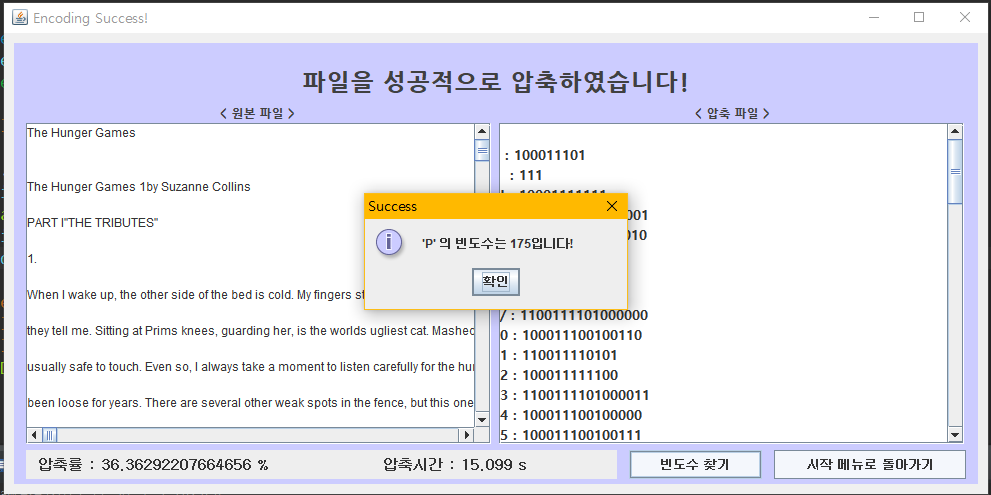 Encoding Success!
파일을 성공적으로 압축하였습니다!
< 원본 파일 >
< 압축 파일 >
The Hunger Games
The Hunger Games 1by Suzanne Collins
PART I"THE TRIBUTES"
1.
When I wake up, the other side of the bed is cold. My fingers
they tell me. Sitting at Prims knees, guarding her, is the worlds ugliest cat.
usually safe to touch. Even so, I always take a moment to listen carefully for the
been loose for years. There are several other weak spots in the fence, but this one
: 100011101
: 111
001
010
/ : 1100111101000000
0 : 100011100100110
1 : 110011110101
2 : 100011111100
3 : 1100111101000011
4 : 100011100100000
5 : 100011100100111
Success
'P' 의 빈도수는 175입니다!
확인
압축률 : 36.36292207664656 %
압축시간 : 15.099 s
빈도수 찾기
시작 메뉴로 돌아가기